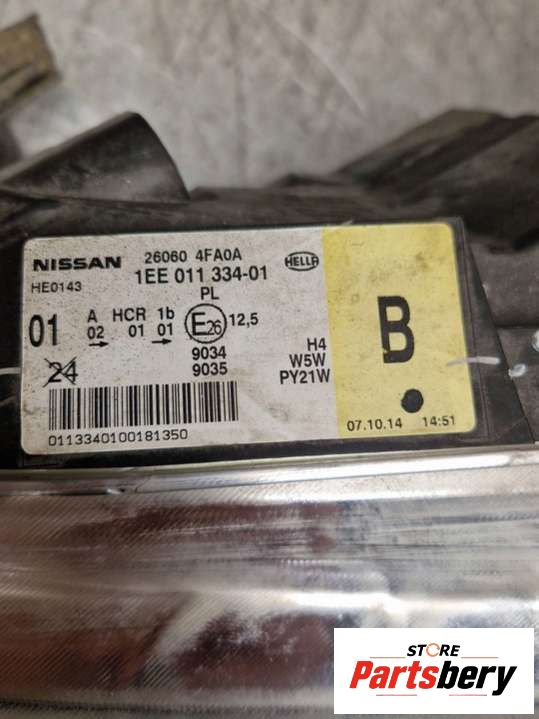 NISSAN 26060 4FA0A HELLA
HE0143 1EE 011 334-01
PL
01 A HCR 1b E26 12,5
02 01 01
24 9034 H4
9035 W5W
PY21W
B
0113340100181350
07.10.14 14:51
STORE
Partsbery